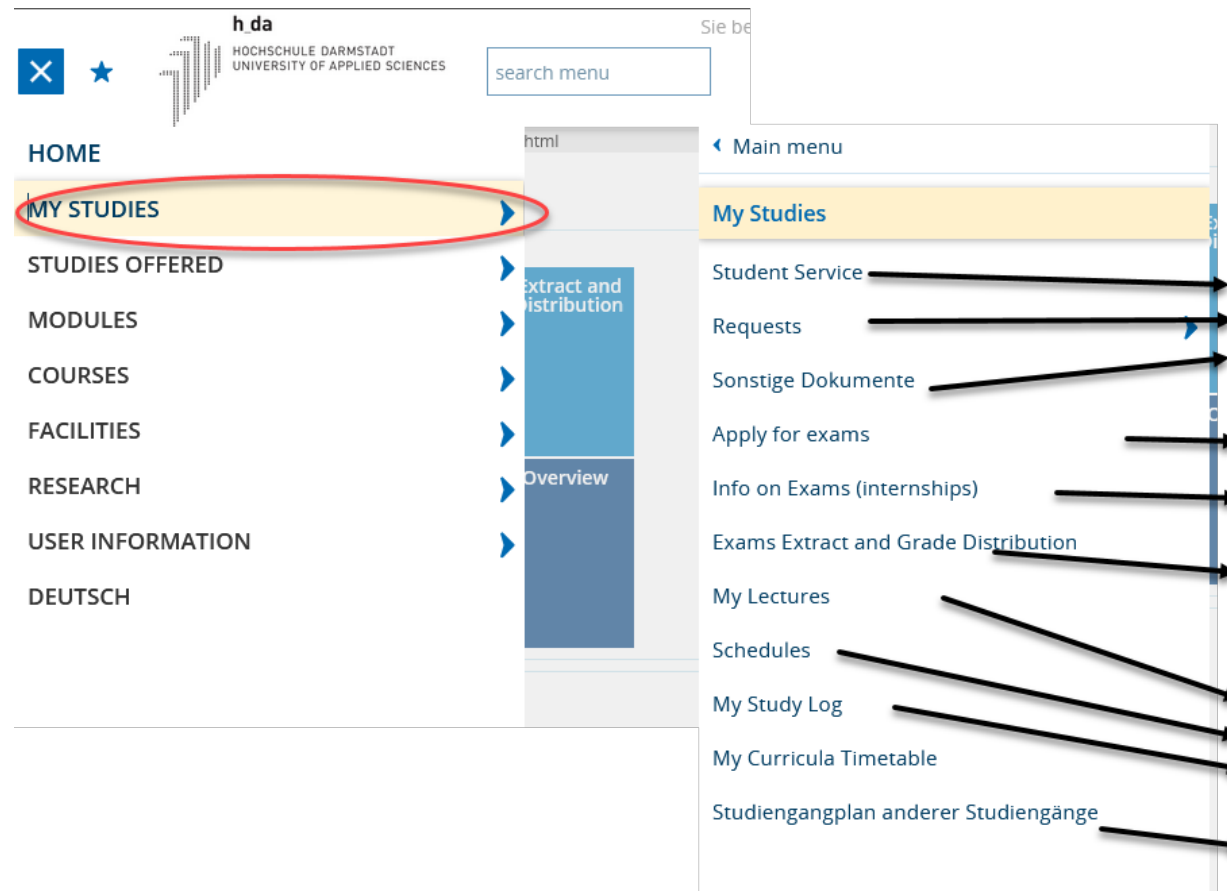 h_da
HOCHSCHULE DARMSTADT
UNIVERSITY OF APPLIED SCIENCES
Sie be
search menu
HOME
MY STUDIES
STUDIES OFFERED
MODULES
COURSES
FACILITIES
RESEARCH
USER INFORMATION
DEUTSCH
html
Extract and
istribution
Overview
Main menu
My Studies
Student Service
Requests
Sonstige Dokumente
Apply for exams
Info on Exams (internships)
Exams Extract and Grade Distribution
My Lectures
Schedules
My Study Log
My Curricula Timetable
Studiengangplan anderer Studiengänge